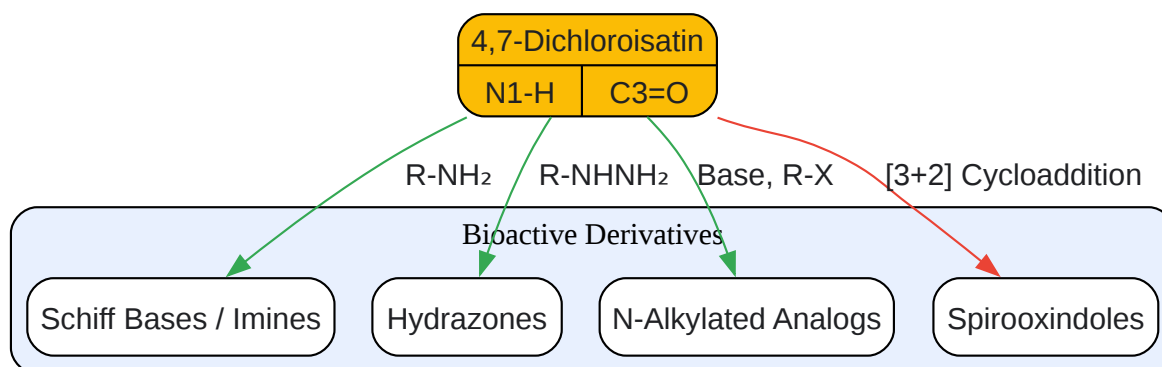 4,7-Dichloroisatin
N1-H
C3=O
R-NH₂
R-NHNH₂
Base, R-X
[3+2] Cycloaddition
Bioactive Derivatives
Schiff Bases / Imines
Hydrazones
N-Alkylated Analogs
Spirooxindoles